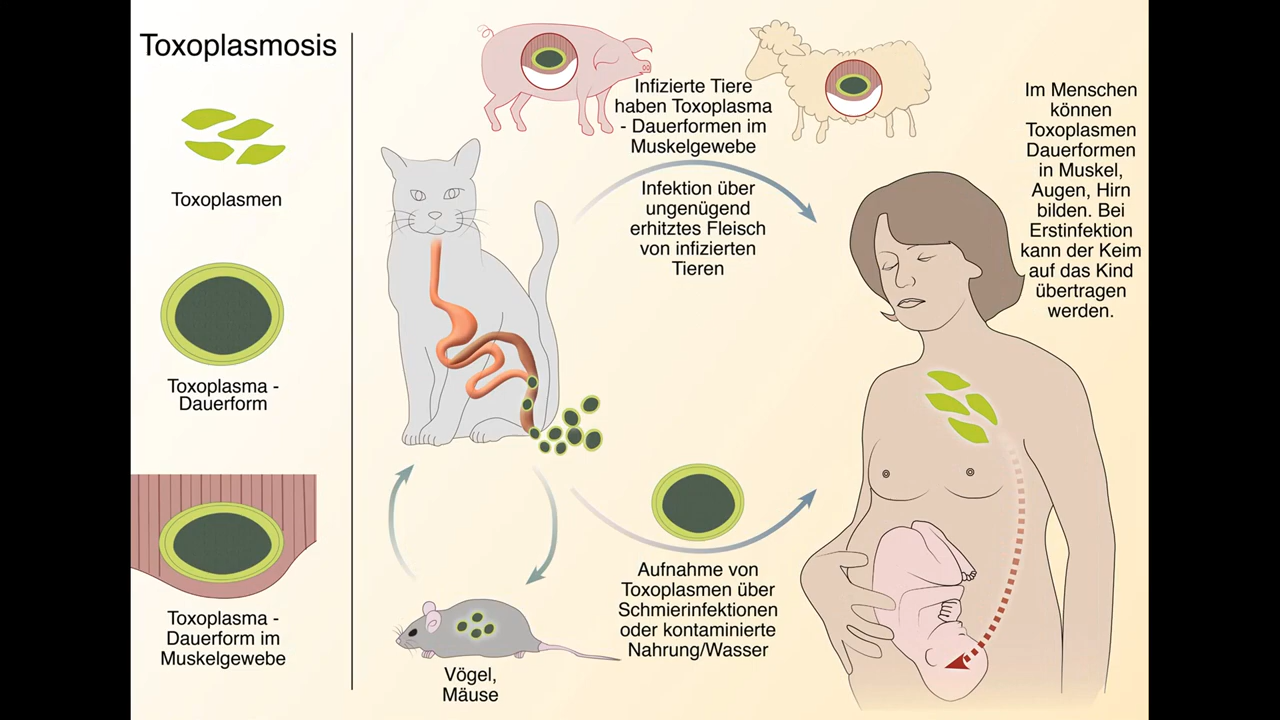 Toxoplasmosis
Toxoplasmen
Toxoplasma -
Dauerform
Toxoplasma -
Dauerform im
Muskelgewebe
Infizierte Tiere
haben Toxoplasma
- Dauerformen im
Muskelgewebe
Infektion über
ungenügend
erhitztes Fleisch
von infizierten
Tieren
Im Menschen
können
Toxoplasmen
Dauerformen
in Muskel,
Augen, Hirn
bilden. Bei
Erstinfektion
kann der Keim
auf das Kind
übertragen
werden.
Aufnahme von
Toxoplasmen über
Schmierinfektionen
oder kontaminierte
Nahrung/Wasser
Vögel,
Mäuse